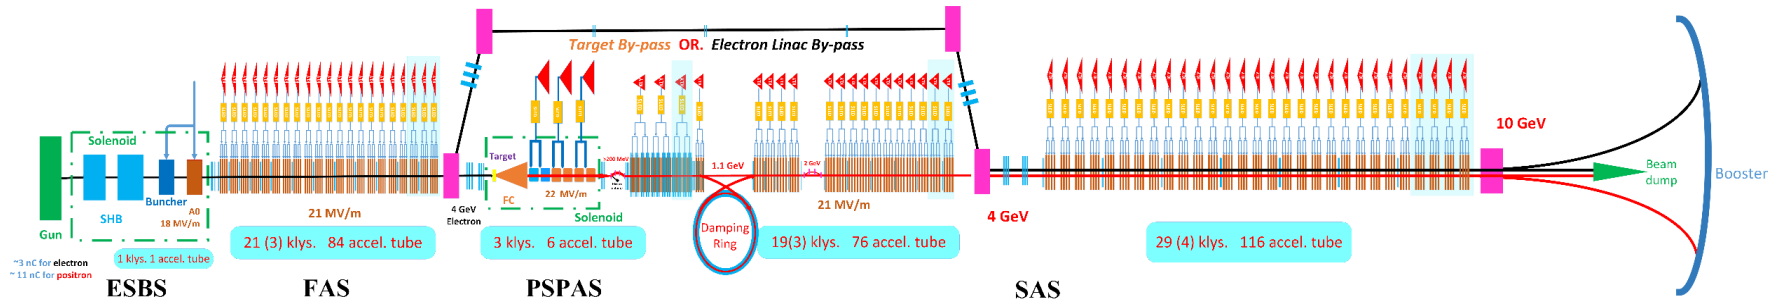 Target By-pass OR. Electron Linac By-pass
Solenoid
SHB
Buncher
A0
18 MV/m
Gun
~3 nC for electron
~ 11 nC for positron
1 klys. 1 accel. tube
ESBS
21 MV/m
21 (3) klys. 84 accel. tube
FAS
4 GeV
Electron
Target
FC
22 MV/m
Solenoid
3 klys. 6 accel. tube
PSPAS
>200 MeV
1.1 GeV
Damping
Ring
2 GeV
21 MV/m
19(3) klys. 76 accel. tube
4 GeV
SAS
29 (4) klys. 116 accel. tube
10 GeV
Beam
dump
Booster